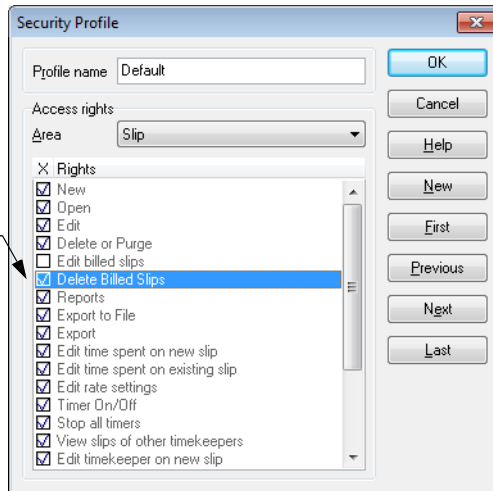 Security Profile
Profile name Default
Access rights
Area Slip
X Rights
New
Open
Edit
Delete or Purge
Edit billed slips
Delete Billed Slips
Reports
Export to File
Export
Edit time spent on new slip
Edit time spent on existing slip
Edit rate settings
Timer On/Off
Stop all timers
View slips of other timekeepers
Edit timekeeper on new slip
OK
Cancel
Help
New
First
Previous
Next
Last